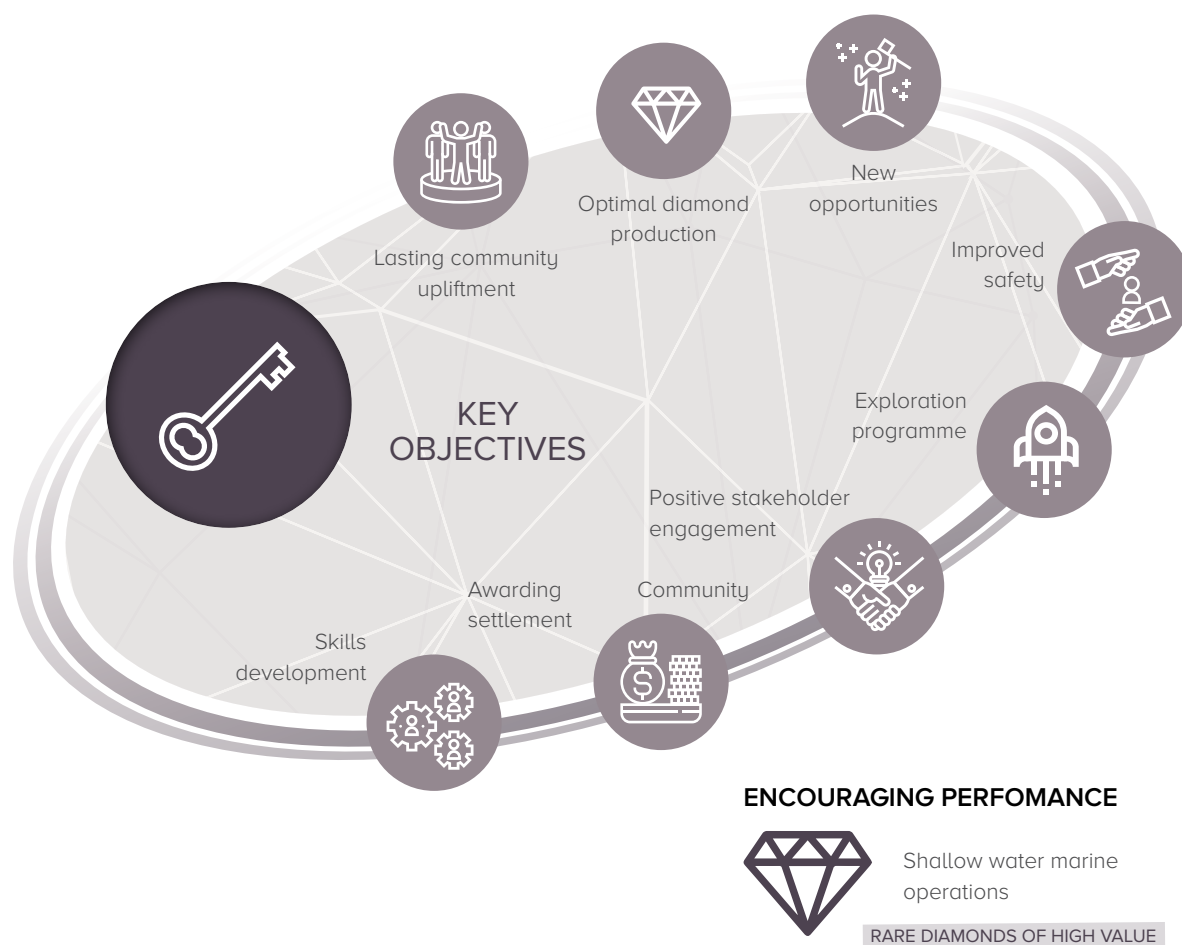 New
opportunities
Optimal diamond
production
Lasting community
upliftment
Improved
safety
KEY
OBJECTIVES
Exploration
programme
Positive stakeholder
engagement
Awarding
settlement
Community
Skills
development
$
ENCOURAGING PERFOMANCE
Shallow water marine
operations
RARE DIAMONDS OF HIGH VALUE